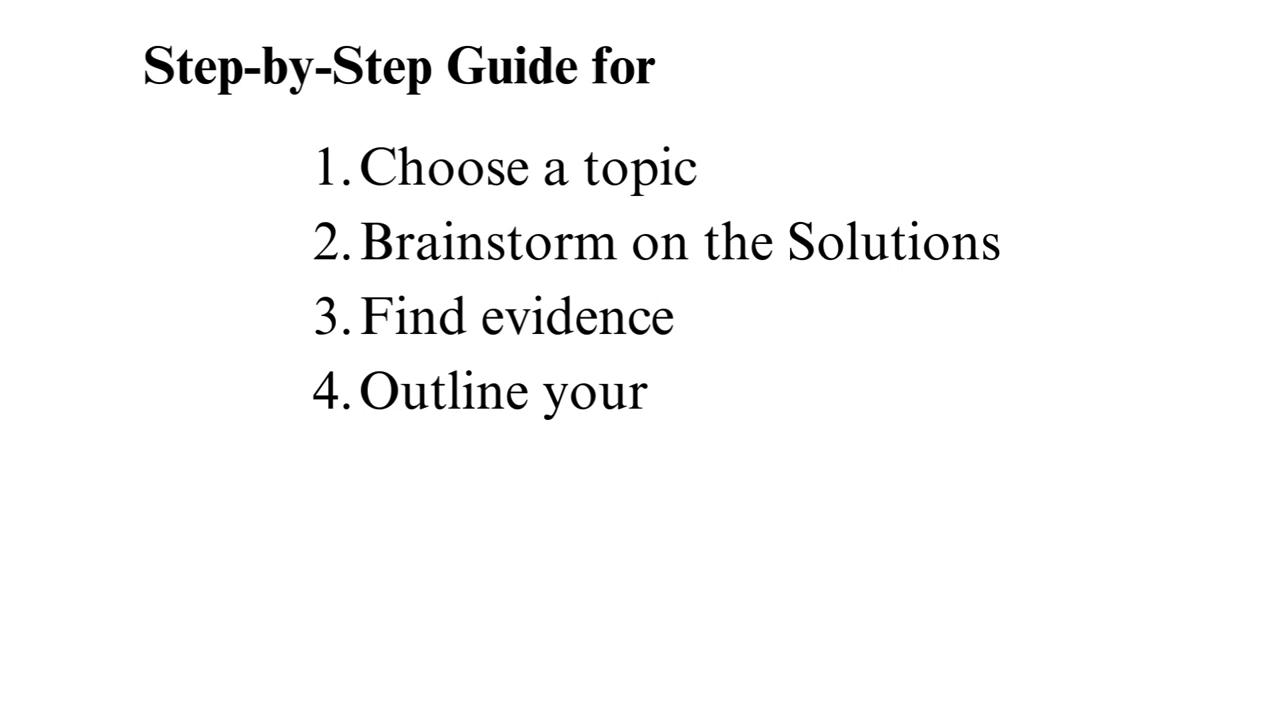 Step-by-Step Guide for
1. Choose a topic
2. Brainstorm on the Solutions
3. Find evidence
4. Outline your